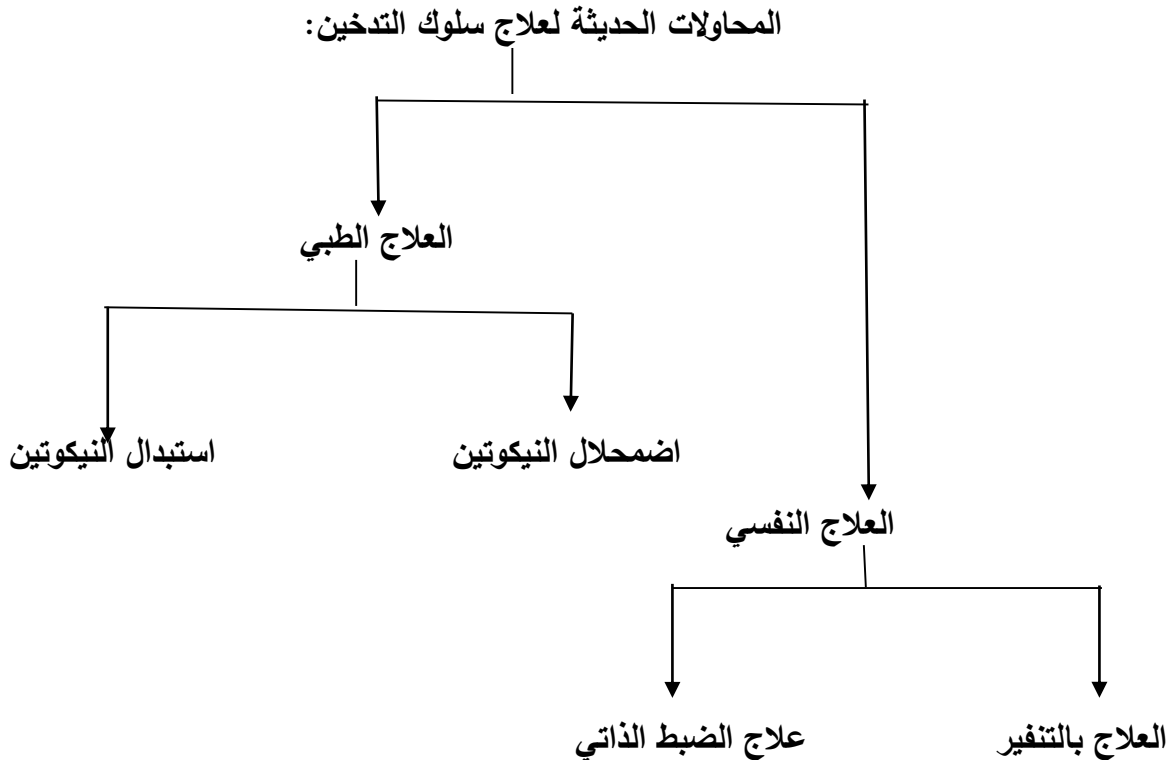 المحاولات الحديثة لعلاج سلوك التدخين:
العلاج الطبي
اضمحلال النيكوتين
استبدال النيكوتين
العلاج النفسي
العلاج بالتنفير
علاج الضبط الذاتي